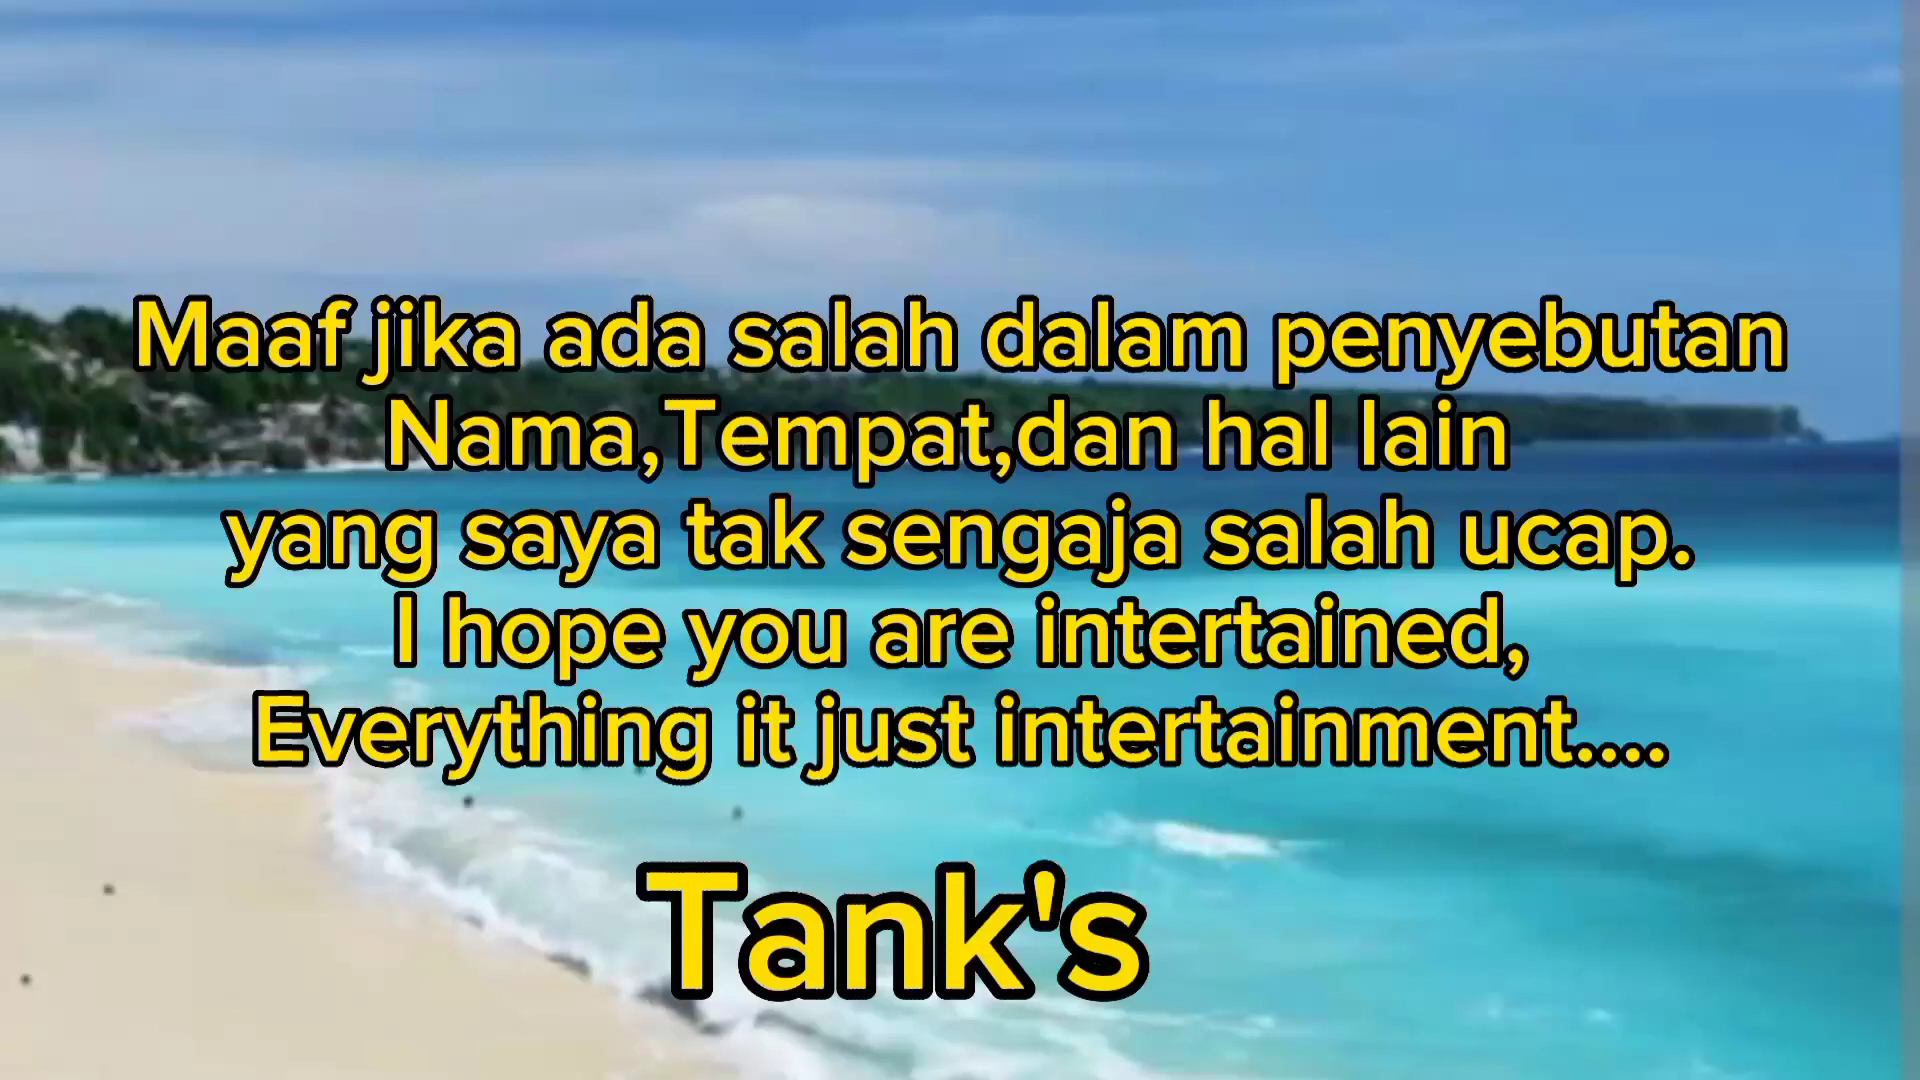 Maaf jika ada salah dalam penyebutan
Nama,Tempat,dan hal lain
yang saya tak sengaja salah ucap.
I hope you are intertained,
Everything it just intertainment....
Tank's